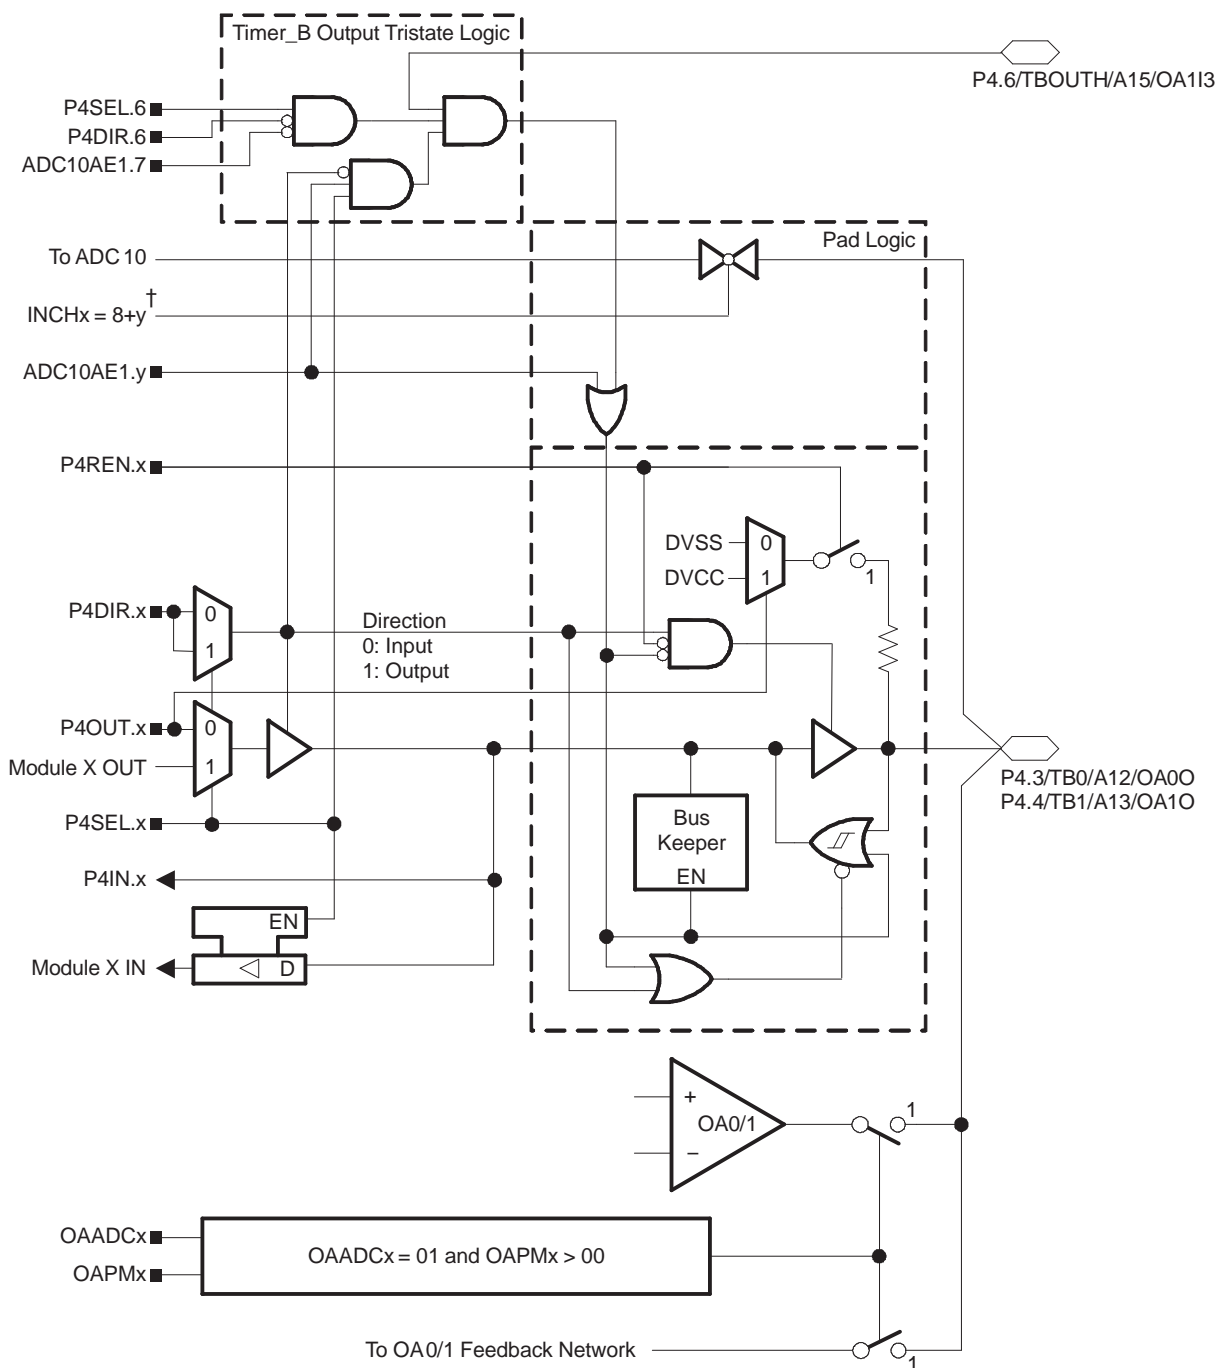 Timer_B Output Tristate Logic
P4.6/TBOUTH/A15/OA1I3
P4SEL.6
P4DIR.6
ADC10AE1.7
Pad Logic
To ADC 10
INCHx = 8+y†
ADC10AE1.y
P4REN.x
DVSS
0
DVCC
1
1
P4DIR.x
0
1
Direction
0: Input
1: Output
P4OUT.x
0
Module X OUT
1
P4.3/TB0/A12/OA0O
P4.4/TB1/A13/OA1O
P4SEL.x
Bus
Keeper
EN
P4IN.x
EN
Module X IN
D
+
OA0/1
−
1
OAADCx
OAPMx
OAADCx = 01 and OAPMx > 00
To OA0/1 Feedback Network
1